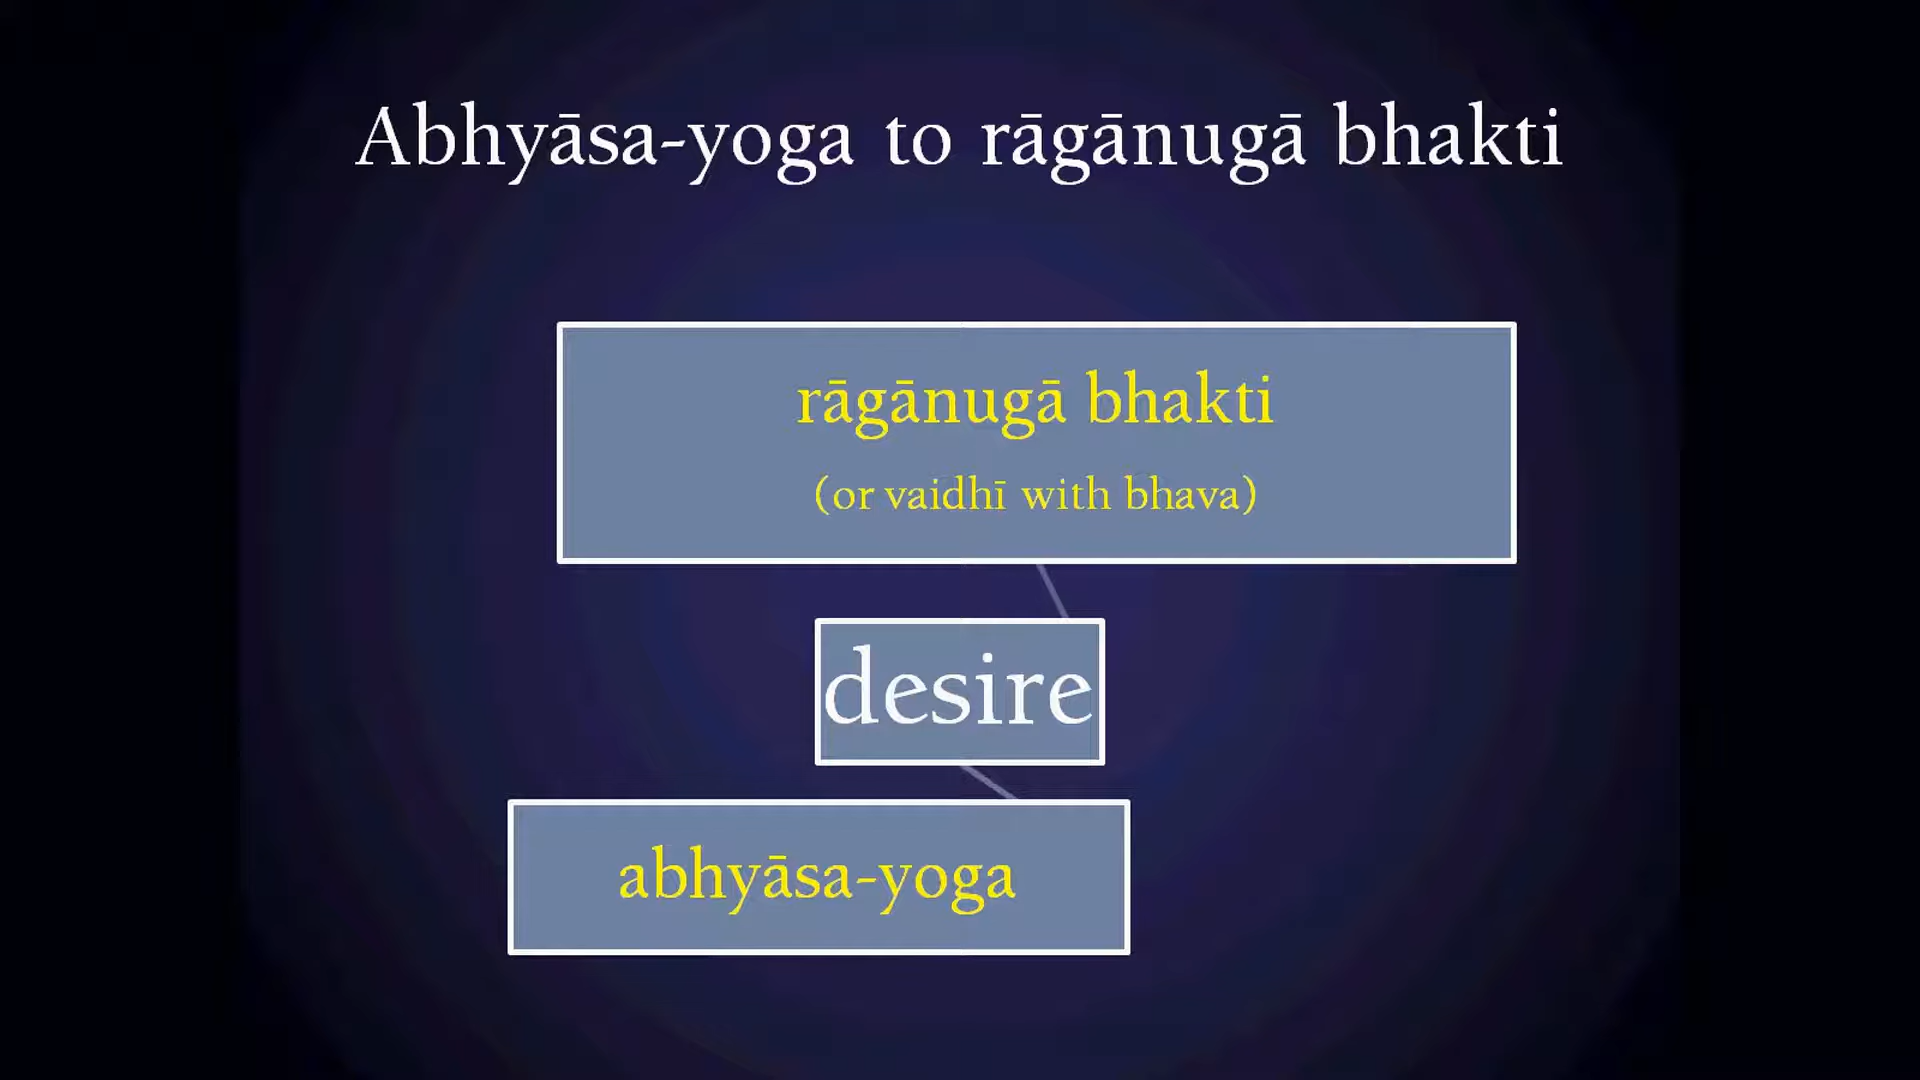 Abhyāsa-yoga to rāgānugā bhakti
rāgānugā bhakti
(or vaidhī with bhava)
desire
abhyāsa-yoga